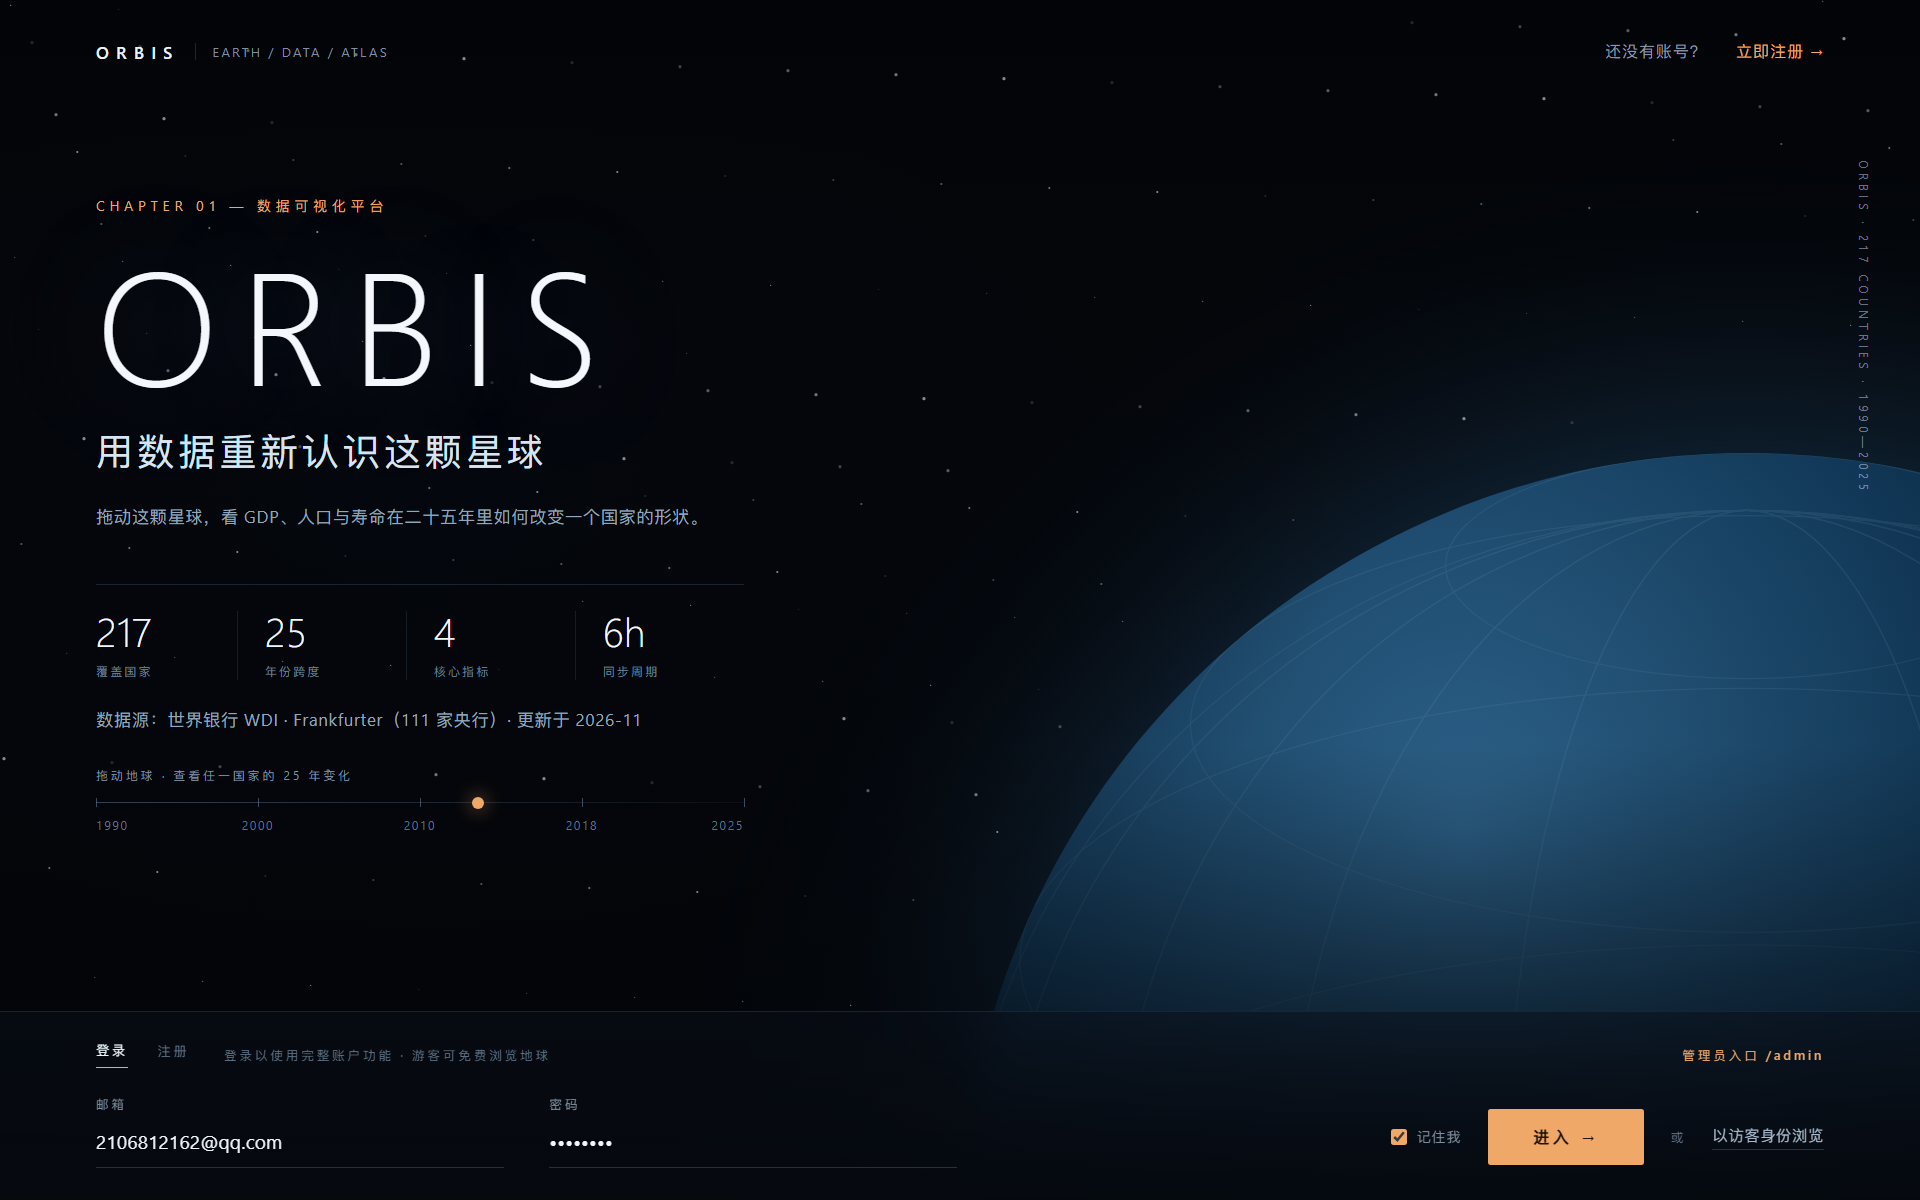 ORBIS
EARTH / DATA / ATLAS
还没有账号?
立即注册 →
CHAPTER 01 — 数据可视化平台
ORBIS
用数据重新认识这颗星球
拖动这颗星球，看 GDP、人口与寿命在二十五年里如何改变一个国家的形状。
217
覆盖国家
25
年份跨度
4
核心指标
6h
同步周期
数据源：世界银行 WDI · Frankfurter（111 家央行）· 更新于 2026-11
拖动地球 · 查看任一国家的 25 年变化
1990
2000
2010
2018
2025
ORBIS · 217 COUNTRIES · 1990—2025
登录
注册
登录以使用完整账户功能 · 游客可免费浏览地球
管理员入口 /admin
邮箱
2106812162@qq.com
密码
••••••••
记住我
进入 →
或
以访客身份浏览